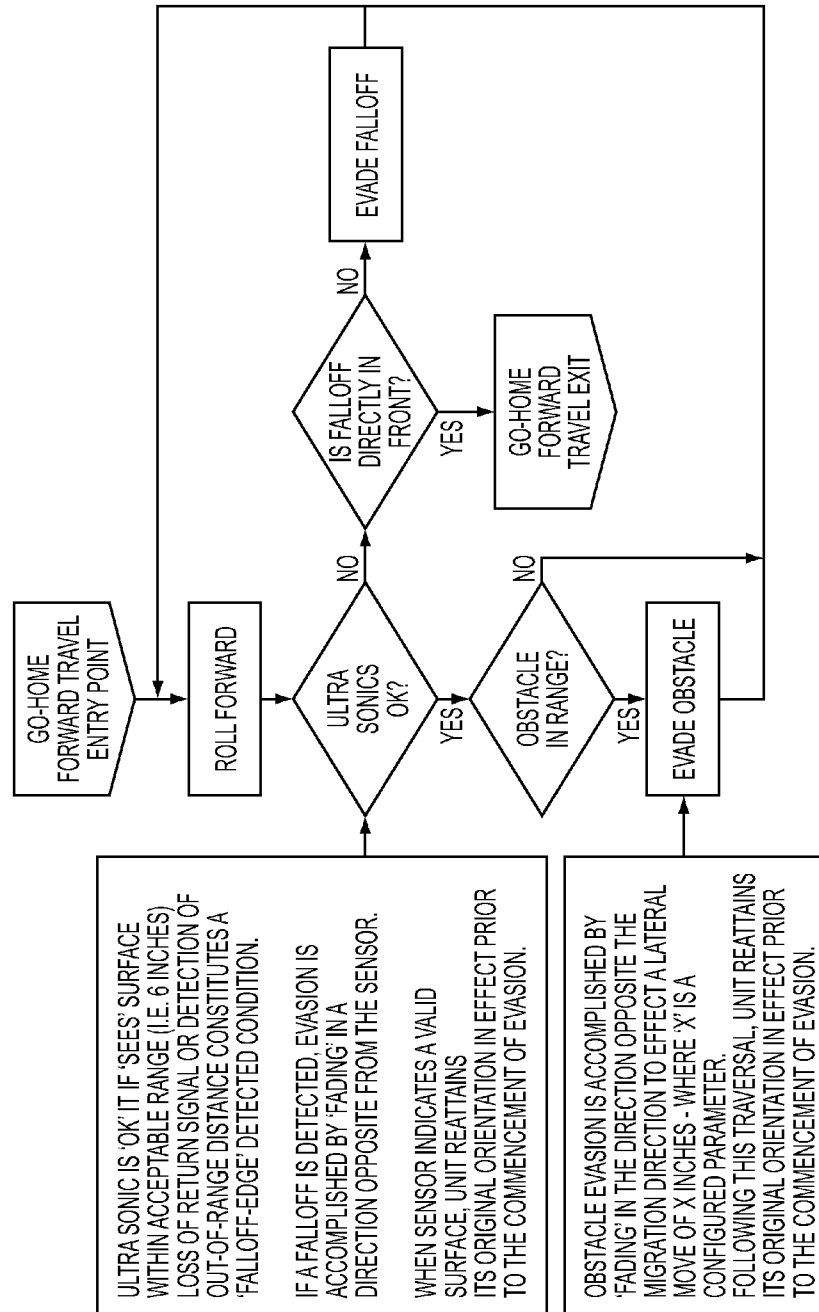 GO-HOME
FORWARD TRAVEL
ENTRY POINT
ROLL FORWARD
ULTRA SONIC IS 'OK' IT IF 'SEES' SURFACE
WITHIN ACCEPTABLE RANGE (I.E. 6 INCHES)
LOSS OF RETURN SIGNAL OR DETECTION OF
OUT-OF-RANGE DISTANCE CONSTITUTES A
'FALLOFF-EDGE' DETECTED CONDITION.
IF A FALLOFF IS DETECTED, EVASION IS
ACCOMPLISHED BY 'FADING' IN A
DIRECTION OPPOSITE FROM THE SENSOR.
WHEN SENSOR INDICATES A VALID
SURFACE, UNIT REATTAINS
ITS ORIGINAL ORIENTATION IN EFFECT PRIOR
TO THE COMMENCEMENT OF EVASION.
ULTRA
SONICS
OK?
NO
YES
IS FALLOFF
DIRECTLY IN
FRONT?
NO
YES
EVADE FALLOFF
GO-HOME
FORWARD
TRAVEL EXIT
OBSTACLE
IN RANGE?
NO
YES
EVADE OBSTACLE
OBSTACLE EVASION IS ACCOMPLISHED BY
'FADING' IN THE DIRECTION OPPOSITE THE
MIGRATION DIRECTION TO EFFECT A LATERAL
MOVE OF X INCHES - WHERE 'X' IS A
CONFIGURED PARAMETER.
FOLLOWING THIS TRAVERSAL, UNIT REATTAINS
ITS ORIGINAL ORIENTATION IN EFFECT PRIOR
TO THE COMMENCEMENT OF EVASION.